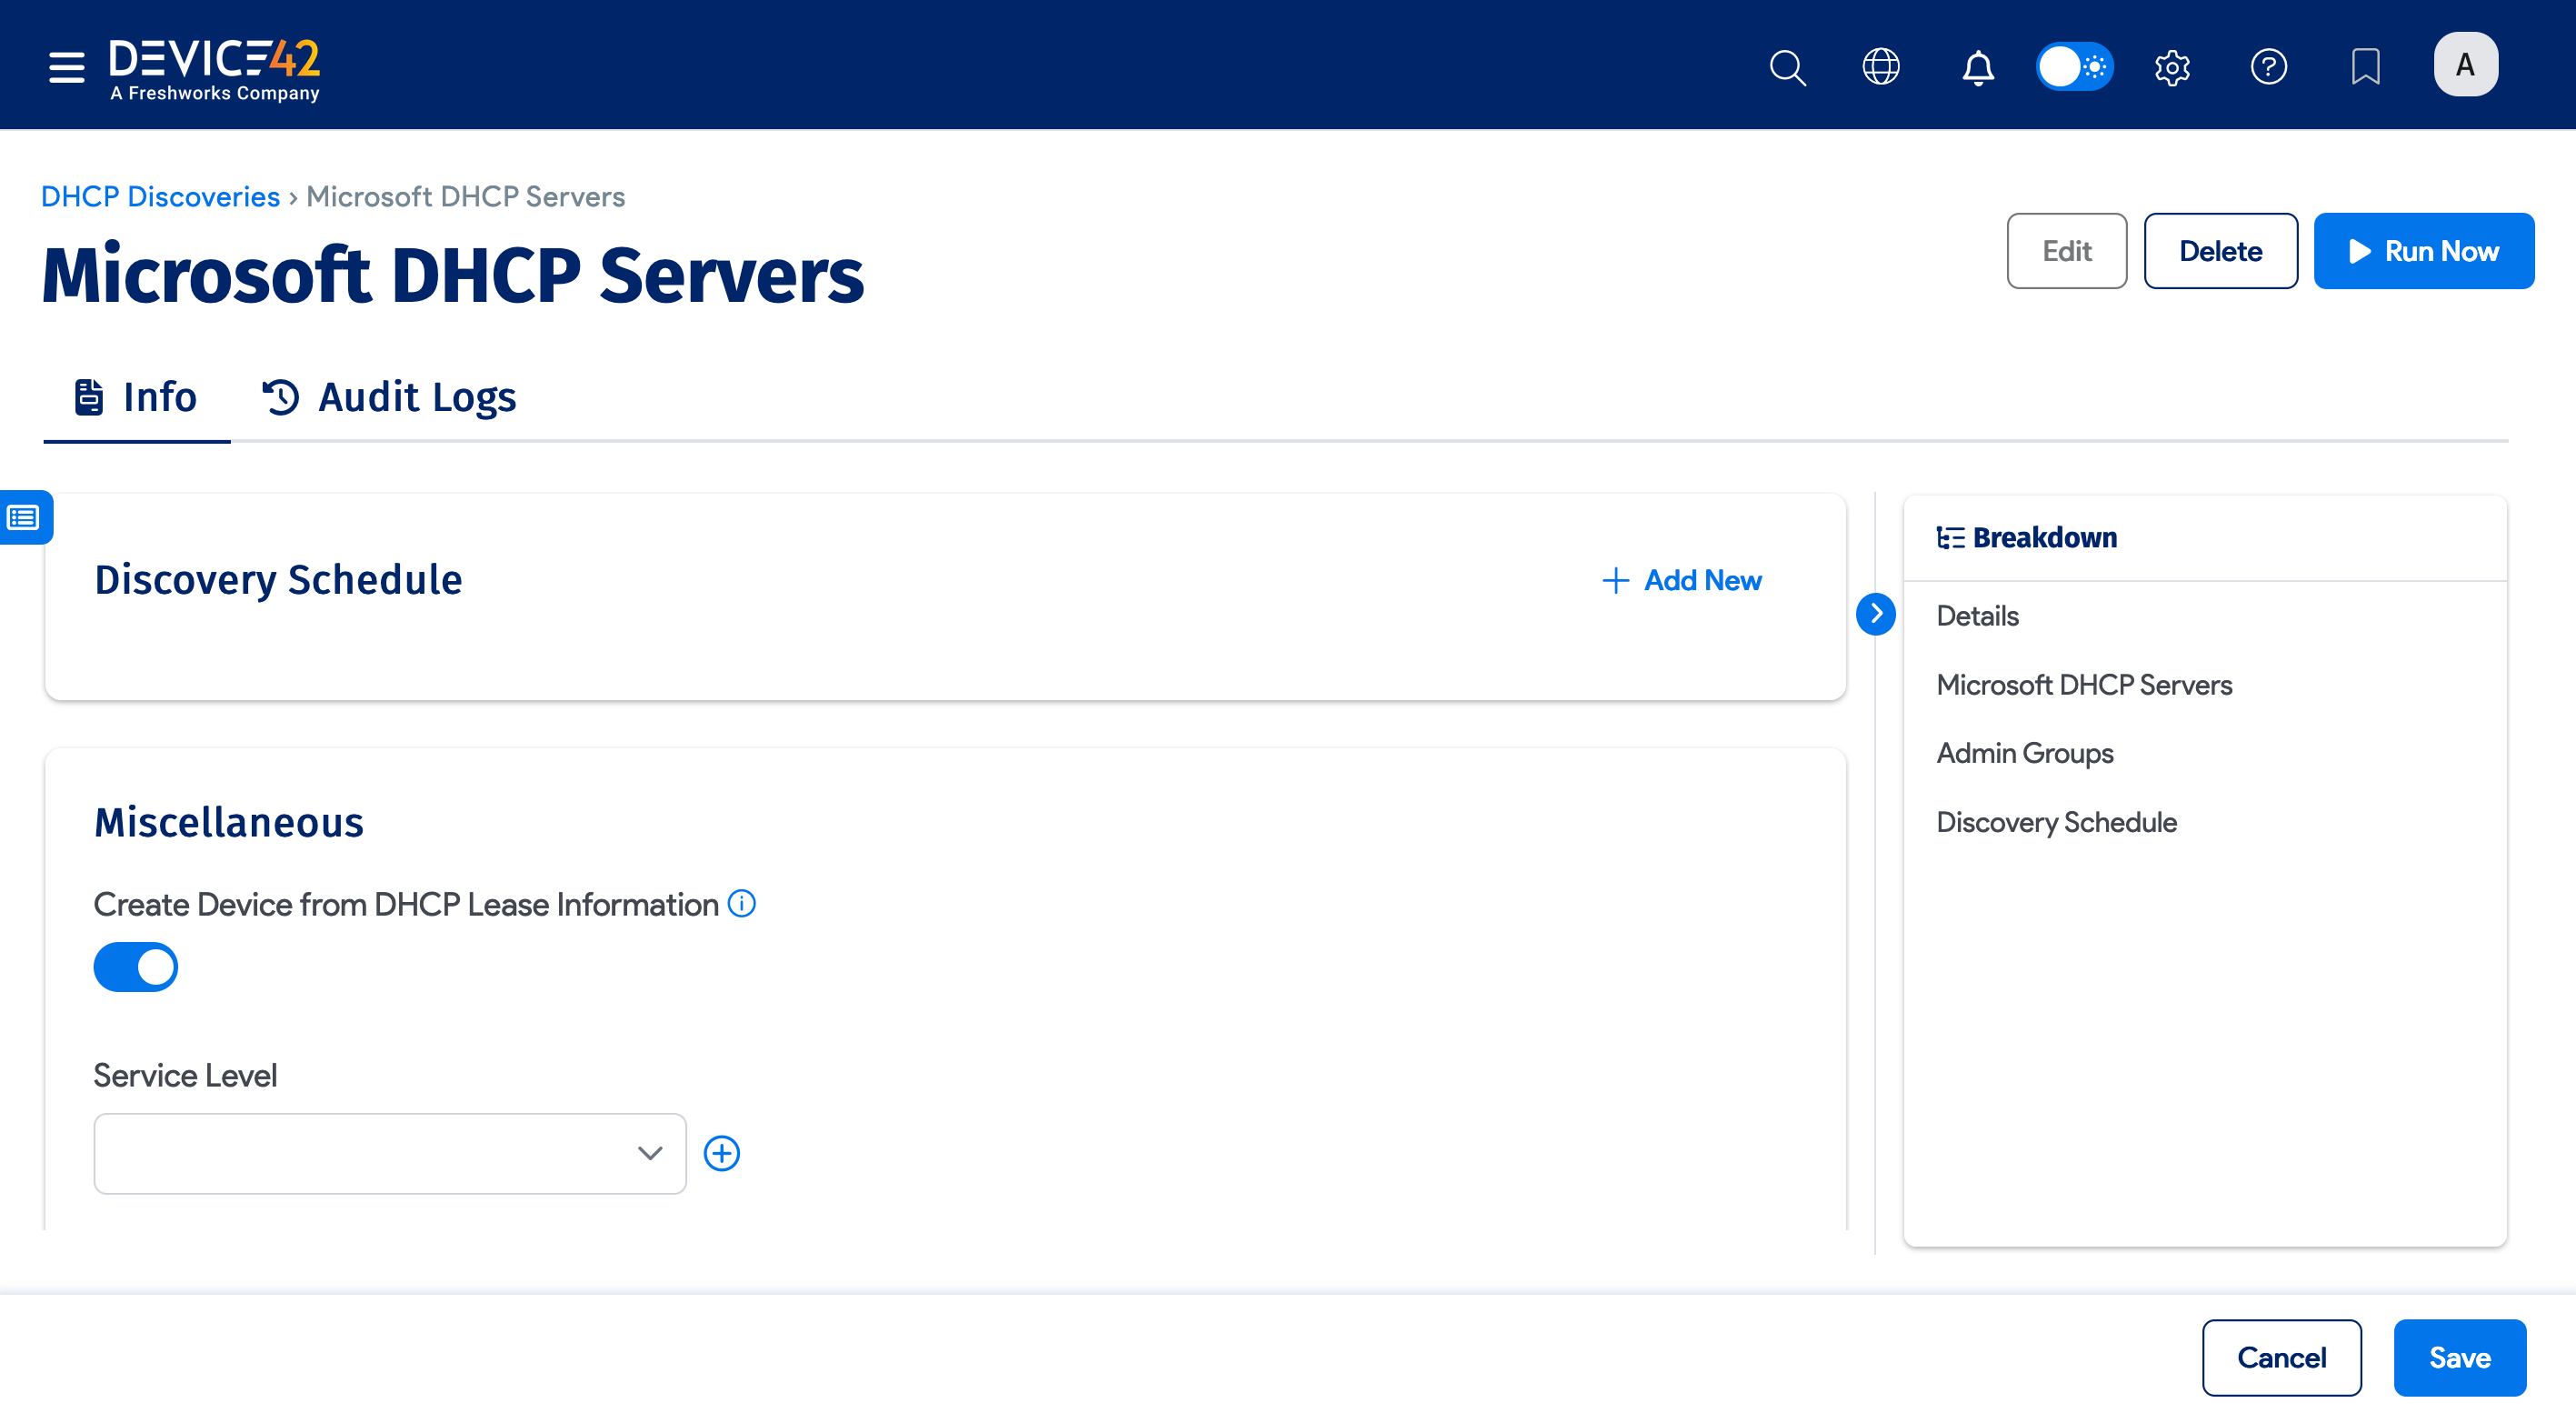 DEVICE42
A Freshworks Company
A
DHCP Discoveries › Microsoft DHCP Servers
Microsoft DHCP Servers
Edit
Delete
Run Now
Info
Audit Logs
Discovery Schedule
Add New
Miscellaneous
Create Device from DHCP Lease Information
Service Level
Breakdown
Details
Microsoft DHCP Servers
Admin Groups
Discovery Schedule
Cancel
Save